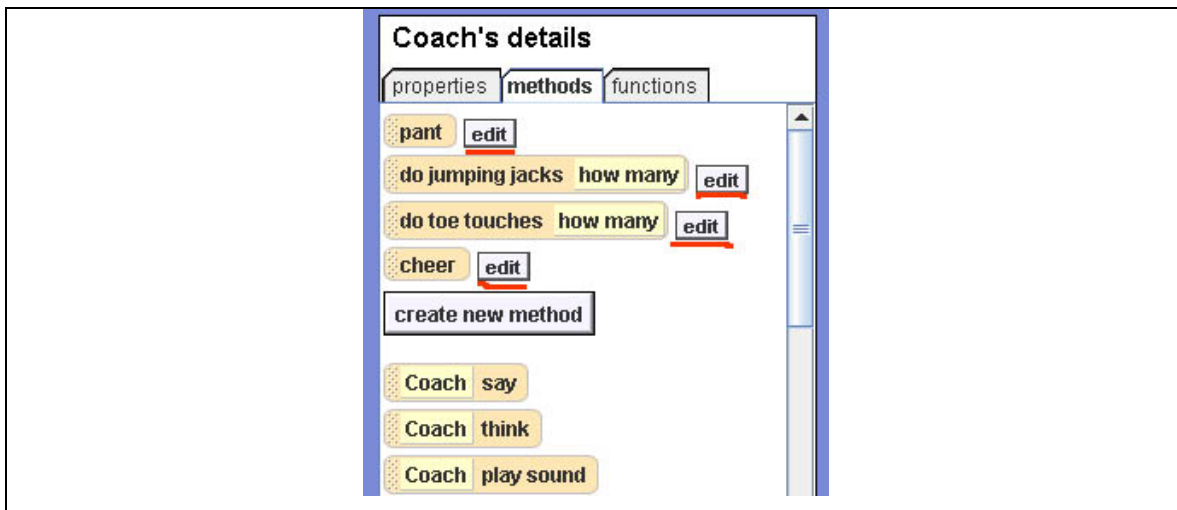 Coach's details
properties methods functions
pant edit
do jumping jacks how many edit
do toe touches how many edit
cheer edit
create new method
Coach say
Coach think
Coach play sound